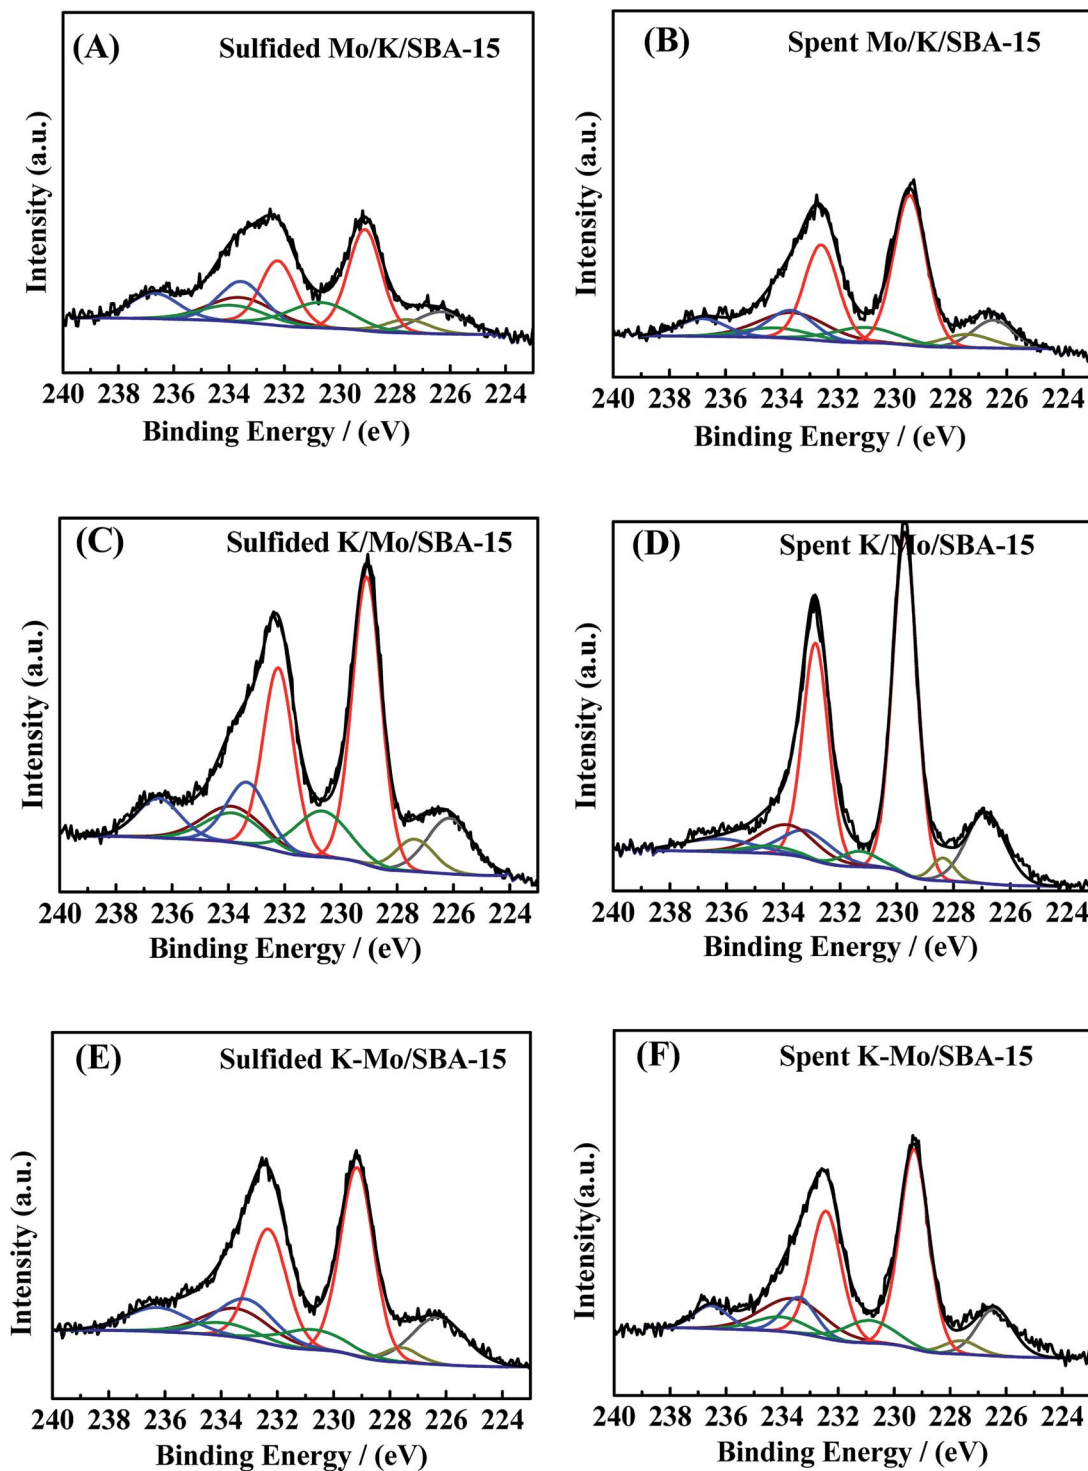 (A) Sulfided Mo/K/SBA-15
Intensity (a.u.)
240 238 236 234 232 230 228 226 224
Binding Energy / (eV)
(B) Spent Mo/K/SBA-15
Intensity (a.u.)
240 238 236 234 232 230 228 226 224
Binding Energy / (eV)
(C) Sulfided K/Mo/SBA-15
Intensity (a.u.)
240 238 236 234 232 230 228 226 224
Binding Energy / (eV)
(D) Spent K/Mo/SBA-15
Intensity (a.u.)
240 238 236 234 232 230 228 226 224
Binding Energy / (eV)
(E) Sulfided K-Mo/SBA-15
Intensity (a.u.)
240 238 236 234 232 230 228 226 224
Binding Energy / (eV)
(F) Spent K-Mo/SBA-15
Intensity(a.u.)
240 238 236 234 232 230 228 226 224
Binding Energy / (eV)